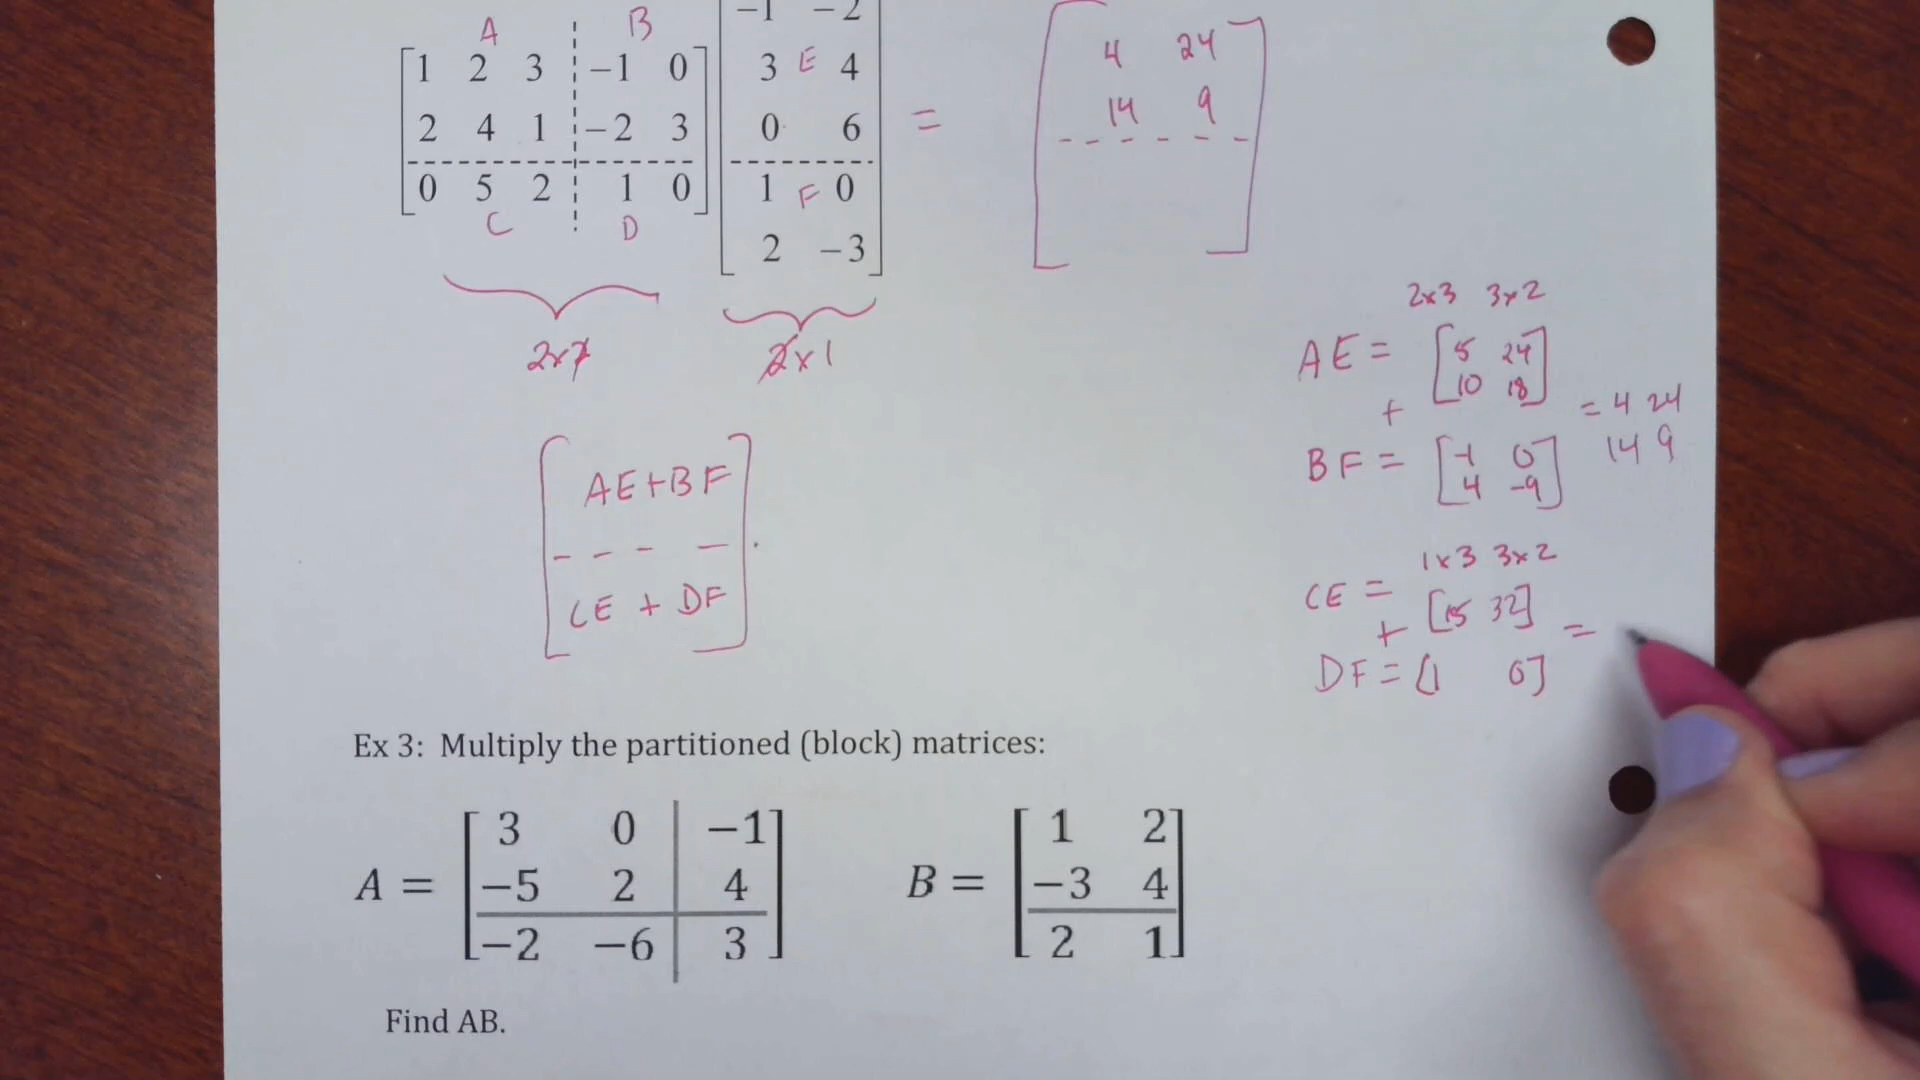 A B -1 -2
1 2 3 -1 0 3 E 4 4 24
2 4 1 -2 3 0 6 = 14 9
0 5 2 1 0 1 F 0
C D
2 -3
2x2 2x1
AE+BF
CE + DF
2x3 3x2
AE = 5 24
10 18
+ = 4 24
BF = -1 0 14 9
4 -9
1x3 3x2
CE = [15 32]
+ =
DF = [1 0]
Ex 3: Multiply the partitioned (block) matrices:
3 0 -1 1 2
A = -5 2 4 B = -3 4
-2 -6 3 2 1
Find AB.